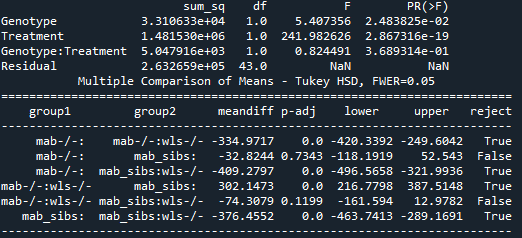 sum_sq df F PR(>F)
Genotype 3.310633e+04 1.0 5.407356 2.483825e-02
Treatment 1.481530e+06 1.0 241.982626 2.867316e-19
Genotype:Treatment 5.047916e+03 1.0 0.824491 3.689314e-01
Residual 2.632659e+05 43.0 NaN NaN
Multiple Comparison of Means - Tukey HSD, FWER=0.05
====================================================================
group1 group2 meandiff p-adj lower upper reject
--------------------------------------------------------------------
mab-/-: mab-/-:wls-/- -334.9717 0.0 -420.3392 -249.6042 True
mab-/-: mab_sibs: -32.8244 0.7343 -118.1919 52.543 False
mab-/-: mab_sibs:wls-/- -409.2797 0.0 -496.5658 -321.9936 True
mab-/-:wls-/- mab_sibs: 302.1473 0.0 216.7798 387.5148 True
mab-/-:wls-/- mab_sibs:wls-/- -74.3079 0.1199 -161.594 12.9782 False
mab_sibs: mab_sibs:wls-/- -376.4552 0.0 -463.7413 -289.1691 True
--------------------------------------------------------------------